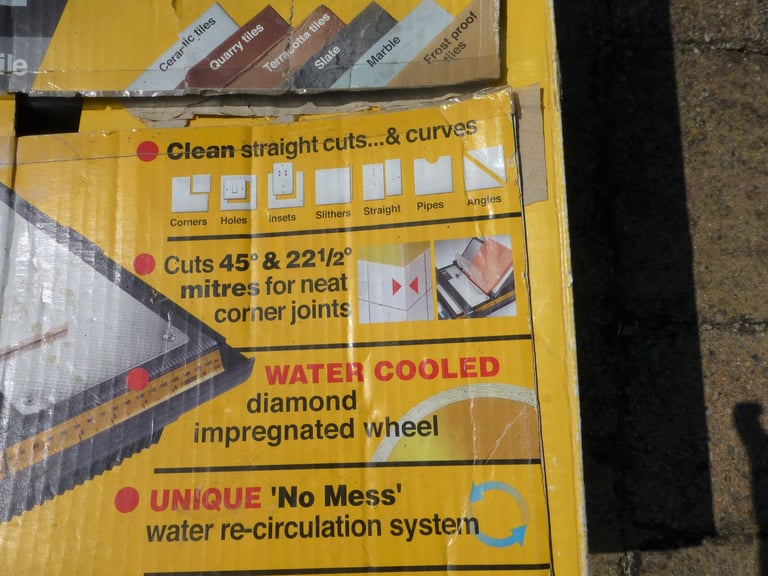 ile
Ceramic tiles
Quarry tiles
Terracotta tiles
Slate
Marble
Frost proof
tiles
Clean straight cuts...& curves
Corners Holes Insets Slithers Straight Pipes Angles
Cuts 45° & 22½°
mitres for neat
corner joints
WATER COOLED
diamond
impregnated wheel
UNIQUE 'No Mess'
water re-circulation system